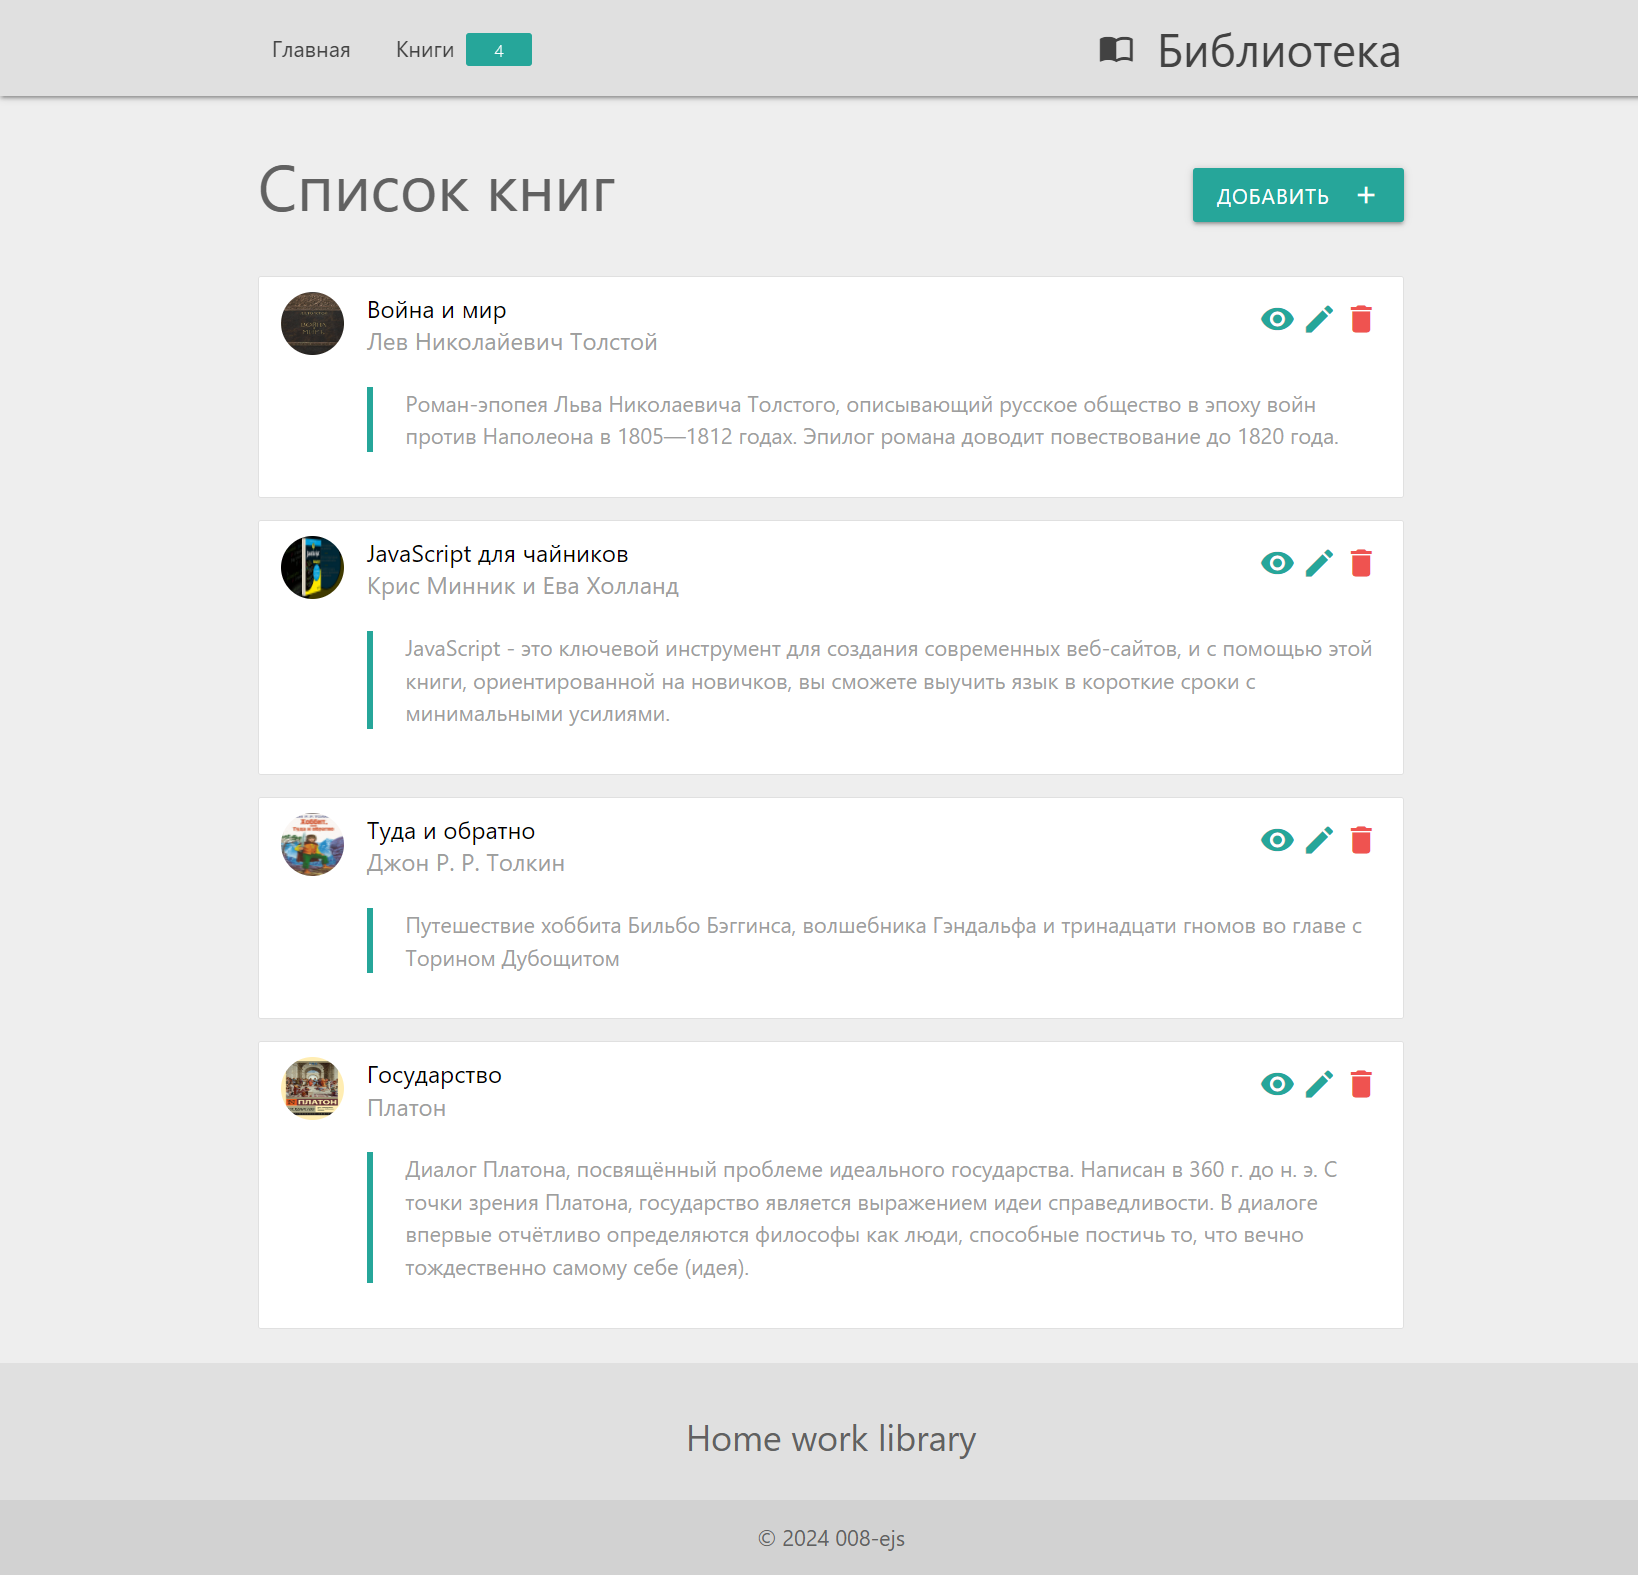 Главная Книги 4 Библиотека
Список книг
ДОБАВИТЬ +
Война и мир
Лев Николайевич Толстой
Роман-эпопея Льва Николаевича Толстого, описывающий русское общество в эпоху войн
против Наполеона в 1805—1812 годах. Эпилог романа доводит повествование до 1820 года.
JavaScript для чайников
Крис Минник и Ева Холланд
JavaScript - это ключевой инструмент для создания современных веб-сайтов, и с помощью этой
книги, ориентированной на новичков, вы сможете выучить язык в короткие сроки с
минимальными усилиями.
Хоббит,
Туда и обратно
Джон Р. Р. Толкин
Путешествие хоббита Бильбо Бэггинса, волшебника Гэндальфа и тринадцати гномов во главе с
Торином Дубощитом
ПЛАТОН
Государство
Платон
Диалог Платона, посвящённый проблеме идеального государства. Написан в 360 г. до н. э. С
точки зрения Платона, государство является выражением идеи справедливости. В диалоге
впервые отчётливо определяются философы как люди, способные постичь то, что вечно
тождественно самому себе (идея).
Home work library
© 2024 008-ejs